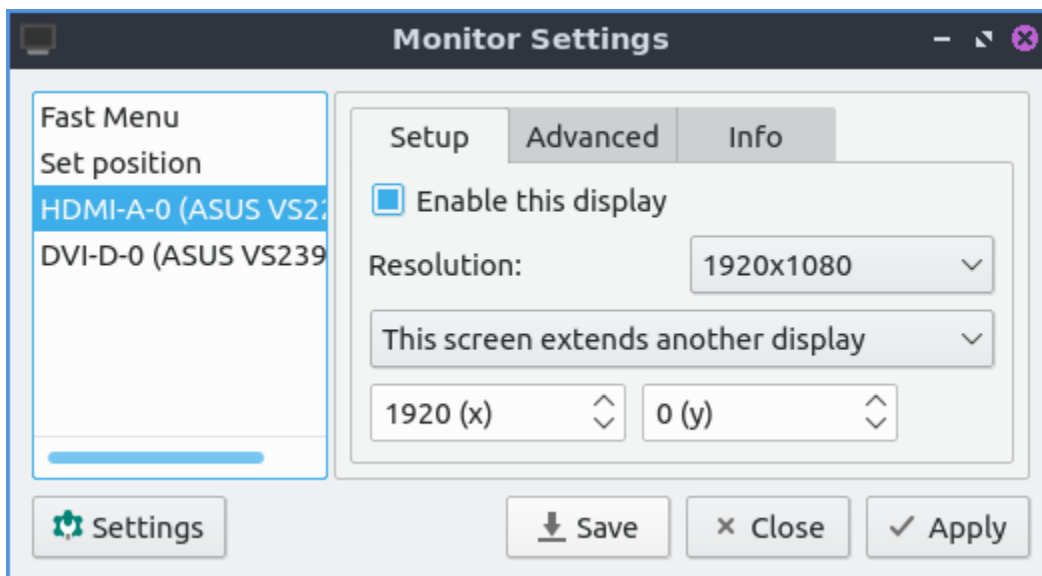 Monitor Settings
Fast Menu
Set position
HDMI-A-0 (ASUS VS22
DVI-D-0 (ASUS VS239
Setup Advanced Info
Enable this display
Resolution: 1920x1080
This screen extends another display
1920 (x) 0 (y)
Settings Save Close Apply